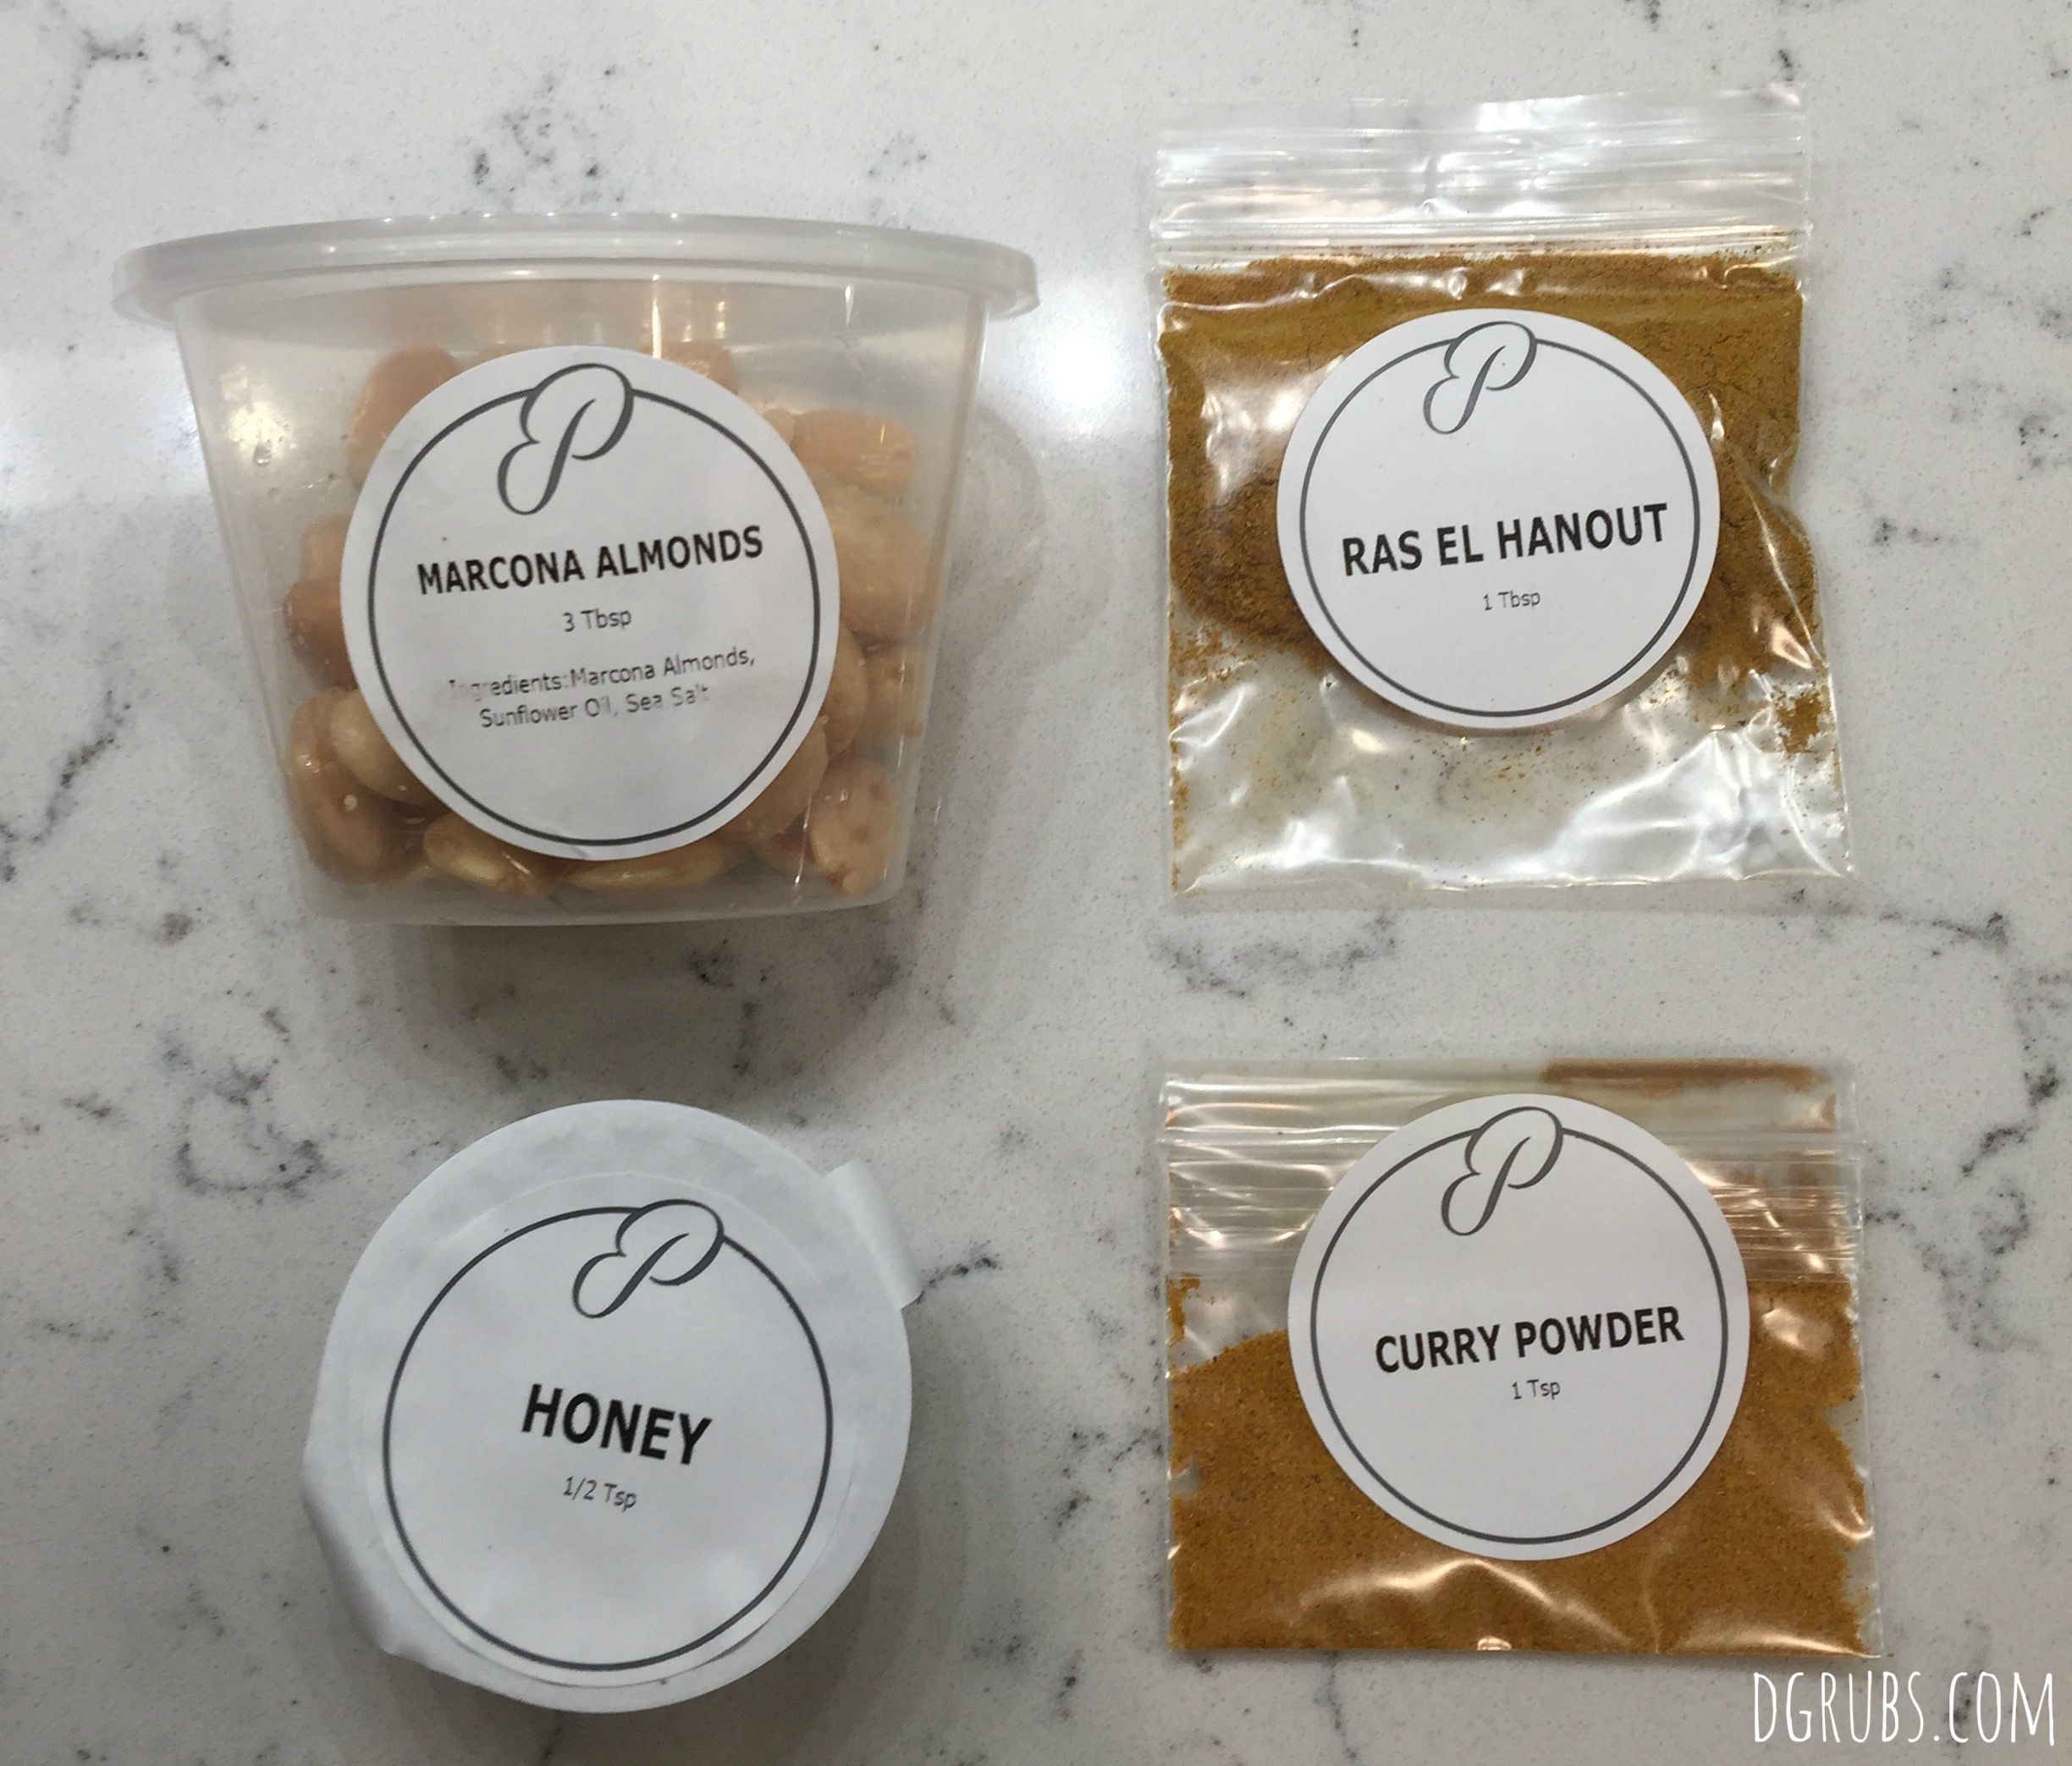 MARCONA ALMONDS
3 Tbsp
Ingredients:Marcona Almonds,
Sunflower Oil, Sea Salt
RAS EL HANOUT
1 Tbsp
HONEY
1/2 Tsp
CURRY POWDER
1 Tsp
DGRUBS.COM